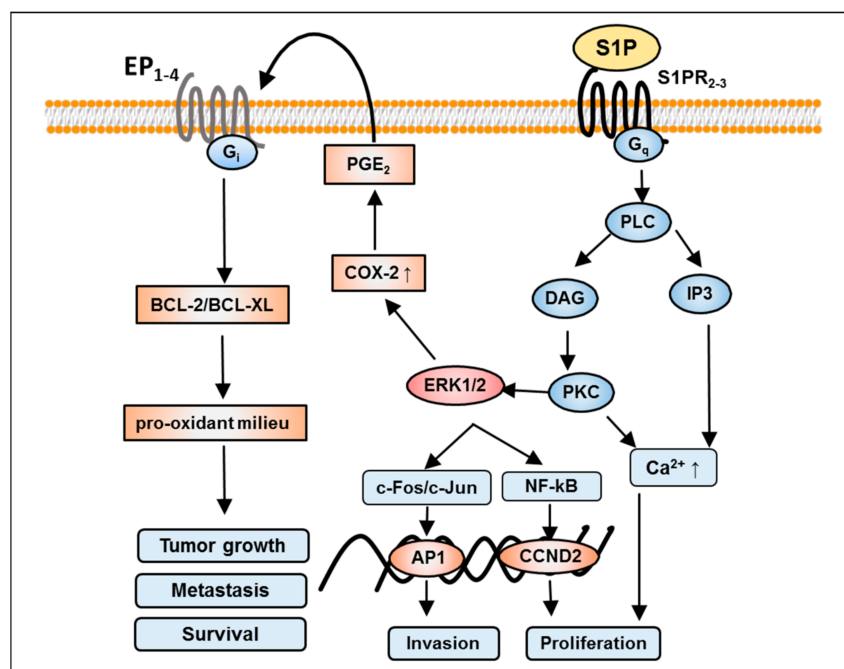 S1P
EP₁₋₄
S1PR₂₋₃
Gᵢ
G_q
PGE₂
PLC
COX-2 ↑
DAG
IP3
BCL-2/BCL-XL
ERK1/2
PKC
pro-oxidant milieu
Ca²⁺ ↑
c-Fos/c-Jun
NF-kB
Tumor growth
AP1
CCND2
Metastasis
Survival
Invasion
Proliferation